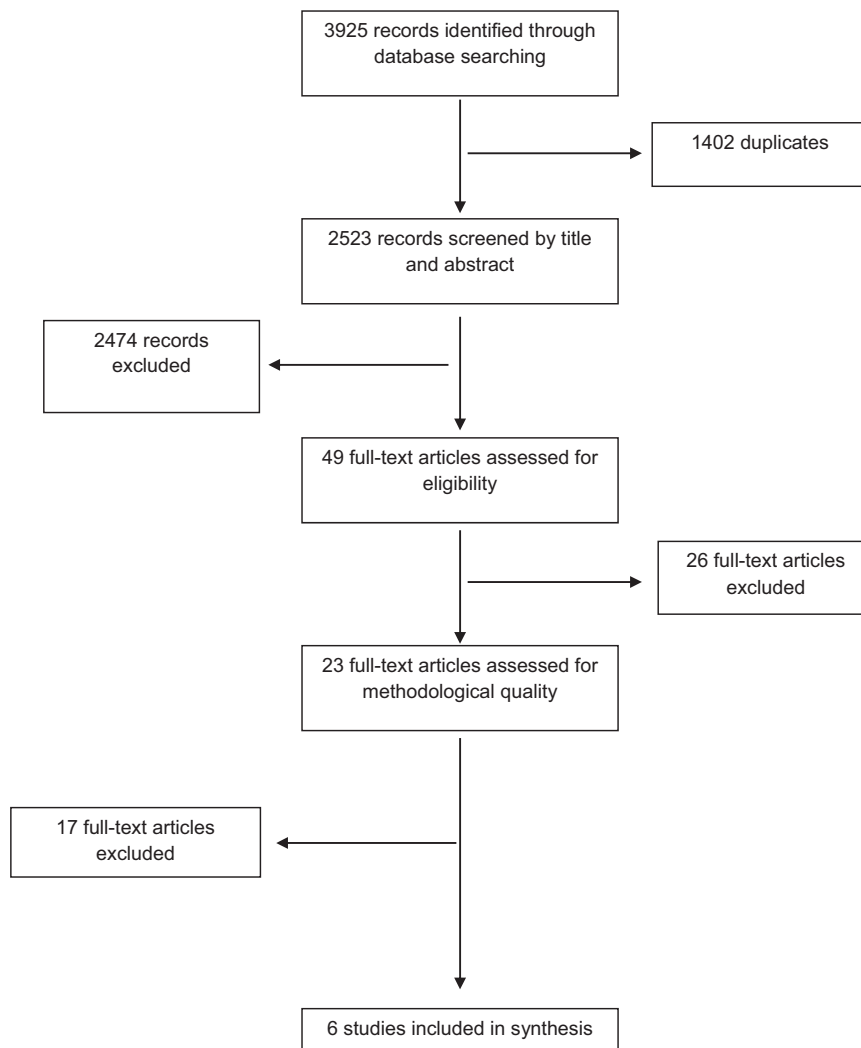 3925 records identified through
database searching
1402 duplicates
2523 records screened by title
and abstract
2474 records
excluded
49 full-text articles assessed for
eligibility
26 full-text articles
excluded
23 full-text articles assessed for
methodological quality
17 full-text articles
excluded
6 studies included in synthesis